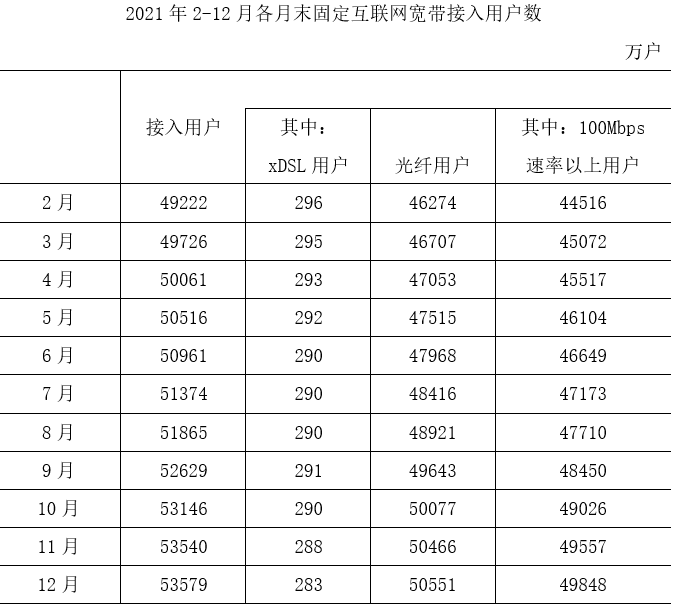 2021 年 2-12 月各月末固定互联网宽带接入用户数
万户
接入用户 其中: 其中: 100Mbps
xDSL 用户 光纤用户 速率以上用户
2 月 49222 296 46274 44516
3 月 49726 295 46707 45072
4 月 50061 293 47053 45517
5 月 50516 292 47515 46104
6 月 50961 290 47968 46649
7 月 51374 290 48416 47173
8 月 51865 290 48921 47710
9 月 52629 291 49643 48450
10 月 53146 290 50077 49026
11 月 53540 288 50466 49557
12 月 53579 283 50551 49848